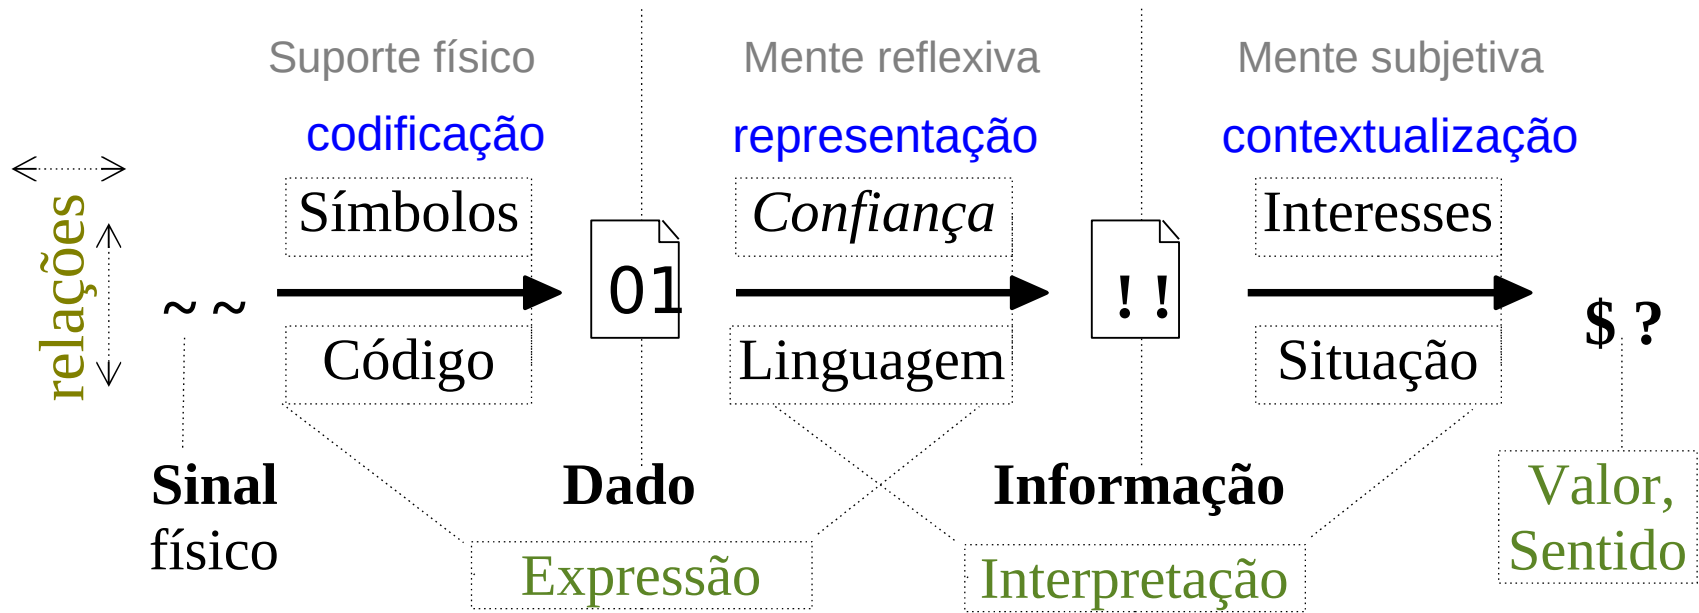 Suporte físico
Mente reflexiva
Mente subjetiva
codificação
representação
contextualização
relações
Símbolos
Confiança
Interesses
~ ~
01
! !
$ ?
Código
Linguagem
Situação
Sinal
físico
Dado
Informação
Valor,
Sentido
Expressão
Interpretação